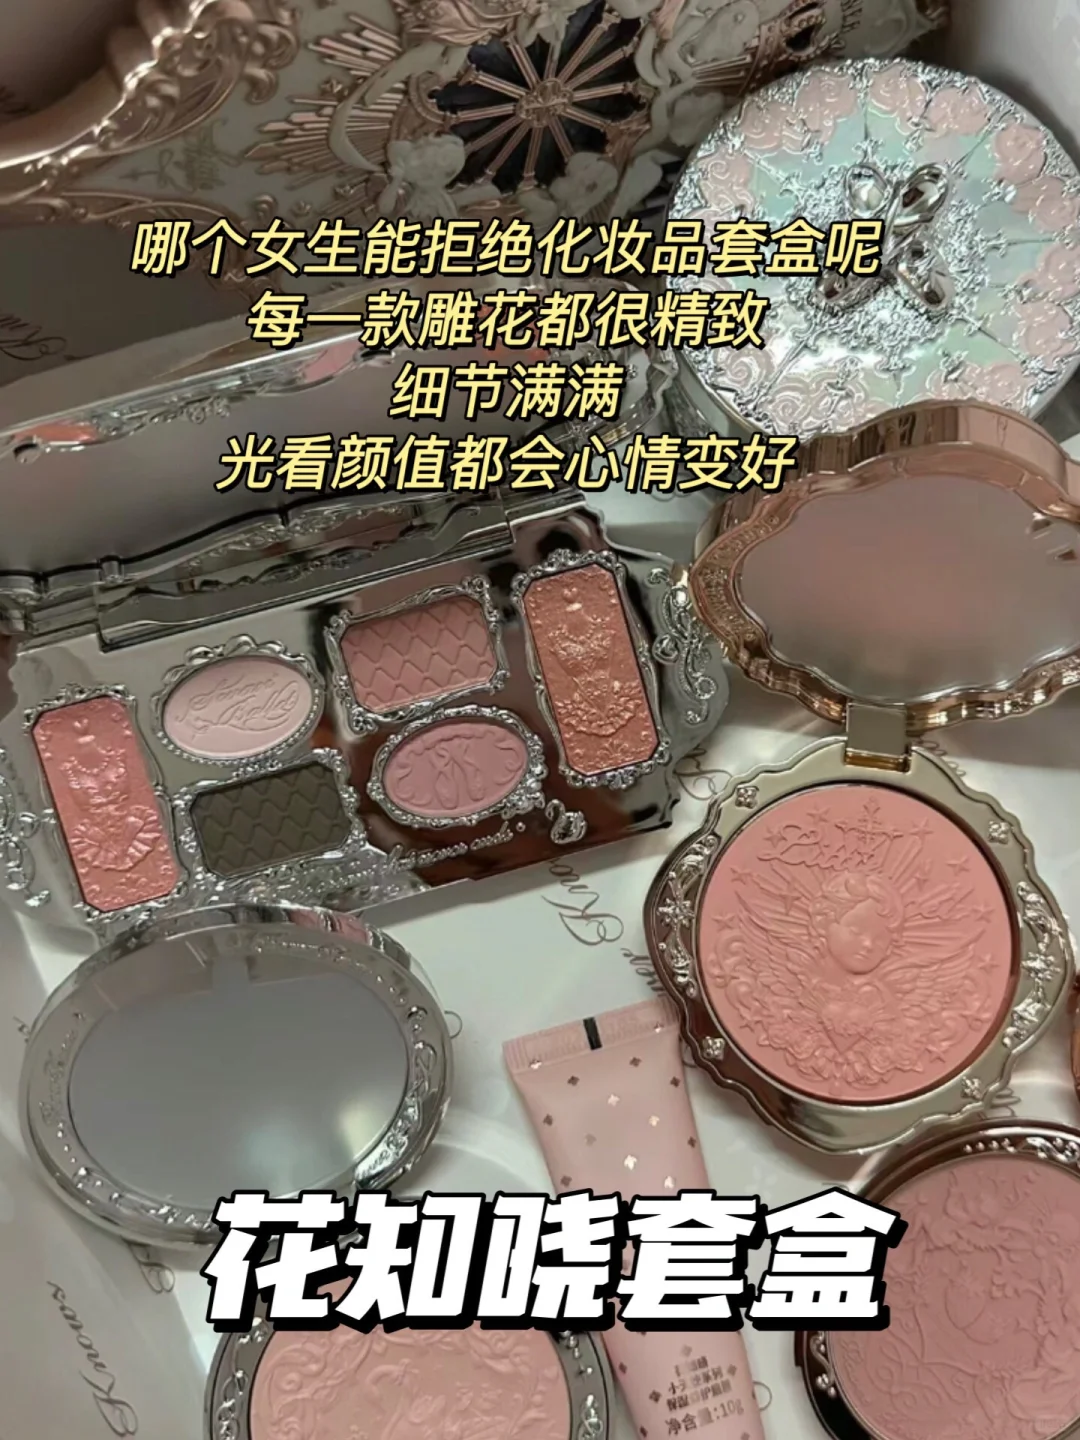 哪个女生能拒绝化妆品套盒呢
每一款雕花都很精致
细节满满
光看颜值都会心情变好
花知晓套盒